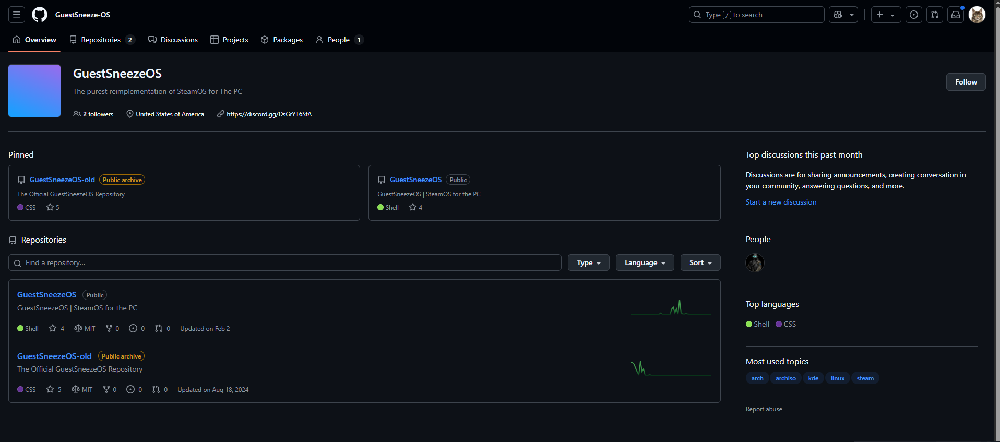 GuestSneeze-OS
Type / to search
Overview
Repositories 2
Discussions
Projects
Packages
People 1
GuestSneezeOS
The purest reimplementation of SteamOS for The PC
2 followers
United States of America
https://discord.gg/DsGrYT6StA
Follow
Pinned
GuestSneezeOS-old Public archive
The Official GuestSneezeOS Repository
CSS 5
GuestSneezeOS Public
GuestSneezeOS | SteamOS for the PC
Shell 4
Repositories
Find a repository...
Type
Language
Sort
GuestSneezeOS Public
GuestSneezeOS | SteamOS for the PC
Shell 4 MIT 0 0 0 Updated on Feb 2
GuestSneezeOS-old Public archive
The Official GuestSneezeOS Repository
CSS 5 MIT 0 0 0 Updated on Aug 18, 2024
Top discussions this past month
Discussions are for sharing announcements, creating conversation in
your community, answering questions, and more.
Start a new discussion
People
Top languages
Shell CSS
Most used topics
arch archiso kde linux steam
Report abuse